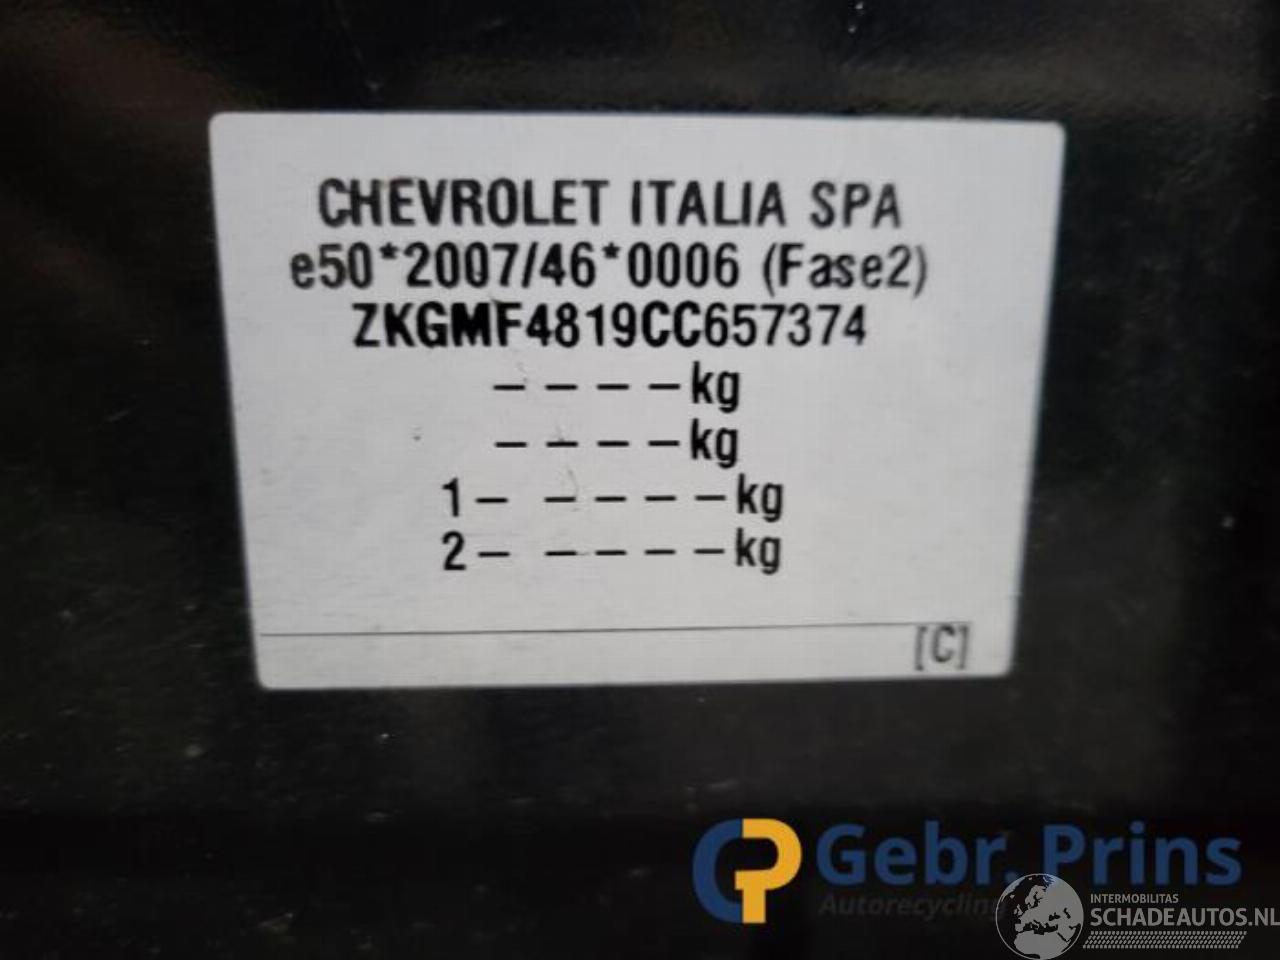 CHEVROLET ITALIA SPA
e50*2007/46*0006 (Fase2)
ZKGMF4819CC657374
– – – – kg
– – – – kg
1 – – – – – kg
2 – – – – – kg
[C]
Gebr. Prins
Autorecycling
INTERMOBILITAS
SCHADEAUTOS.NL